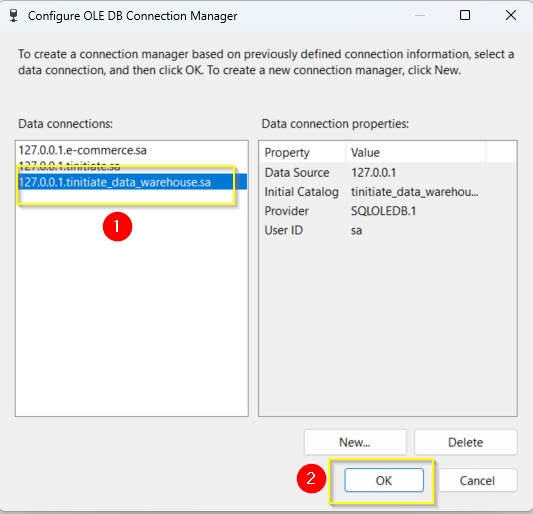 Configure OLE DB Connection Manager
To create a connection manager based on previously defined connection information, select a
data connection, and then click OK. To create a new connection manager, click New.
Data connections:
127.0.0.1.e-commerce.sa
127.0.0.1.tinitiate.sa
127.0.0.1.tinitiate_data_warehouse.sa
1
Data connection properties:
Property Value
Data Source 127.0.0.1
Initial Catalog tinitiate_data_warehou...
Provider SQLOLEDB.1
User ID sa
New... Delete
2 OK Cancel